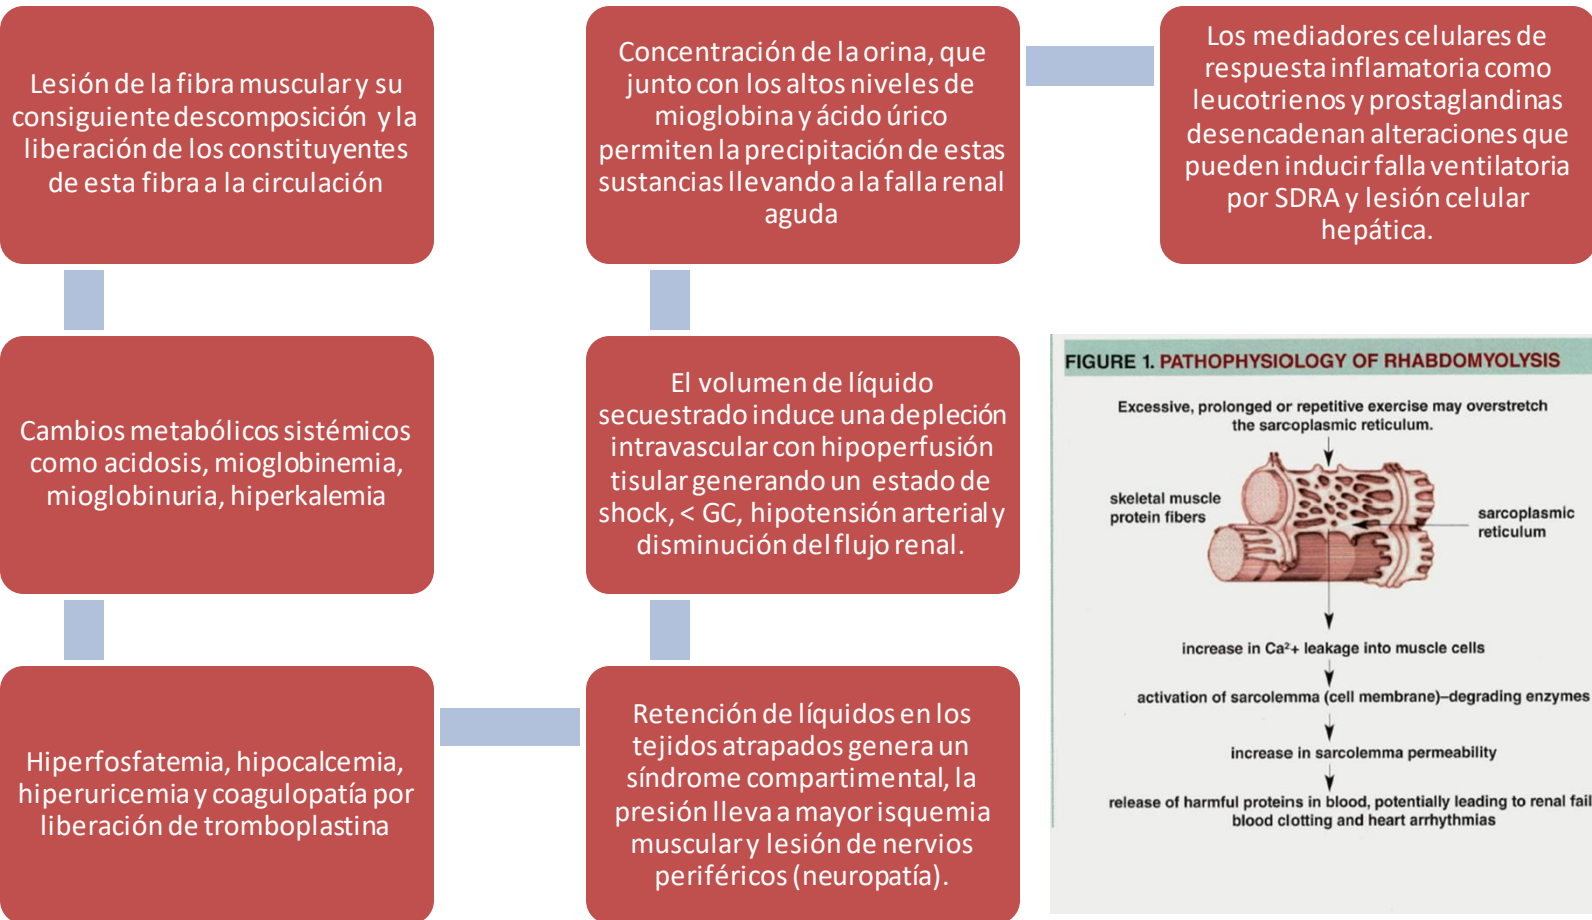 Lesión de la fibra muscular y su
consiguiente descomposición y la
liberación de los constituyentes
de esta fibra a la circulación
Cambios metabólicos sistémicos
como acidosis, mioglobinemia,
mioglobinuria, hiperkalemia
Hiperfosfatemia, hipocalcemia,
hiperuricemia y coagulopatía por
liberación de tromboplastina
Retención de líquidos en los
tejidos atrapados genera un
síndrome compartimental, la
presión lleva a mayor isquemia
muscular y lesión de nervios
periféricos (neuropatía).
El volumen de líquido
secuestrado induce una depleción
intravascular con hipoperfusión
tisular generando un estado de
shock, < GC, hipotensión arterial y
disminución del flujo renal.
Concentración de la orina, que
junto con los altos niveles de
mioglobina y ácido úrico
permiten la precipitación de estas
sustancias llevando a la falla renal
aguda
Los mediadores celulares de
respuesta inflamatoria como
leucotrienos y prostaglandinas
desencadenan alteraciones que
pueden inducir falla ventilatoria
por SDRA y lesión celular
hepática.
FIGURE 1. PATHOPHYSIOLOGY OF RHABDOMYOLYSIS
Excessive, prolonged or repetitive exercise may overstretch
the sarcoplasmic reticulum.
skeletal muscle
protein fibers
sarcoplasmic
reticulum
increase in Ca²+ leakage into muscle cells
activation of sarcolemma (cell membrane)–degrading enzymes
increase in sarcolemma permeability
release of harmful proteins in blood, potentially leading to renal fail
blood clotting and heart arrhythmias